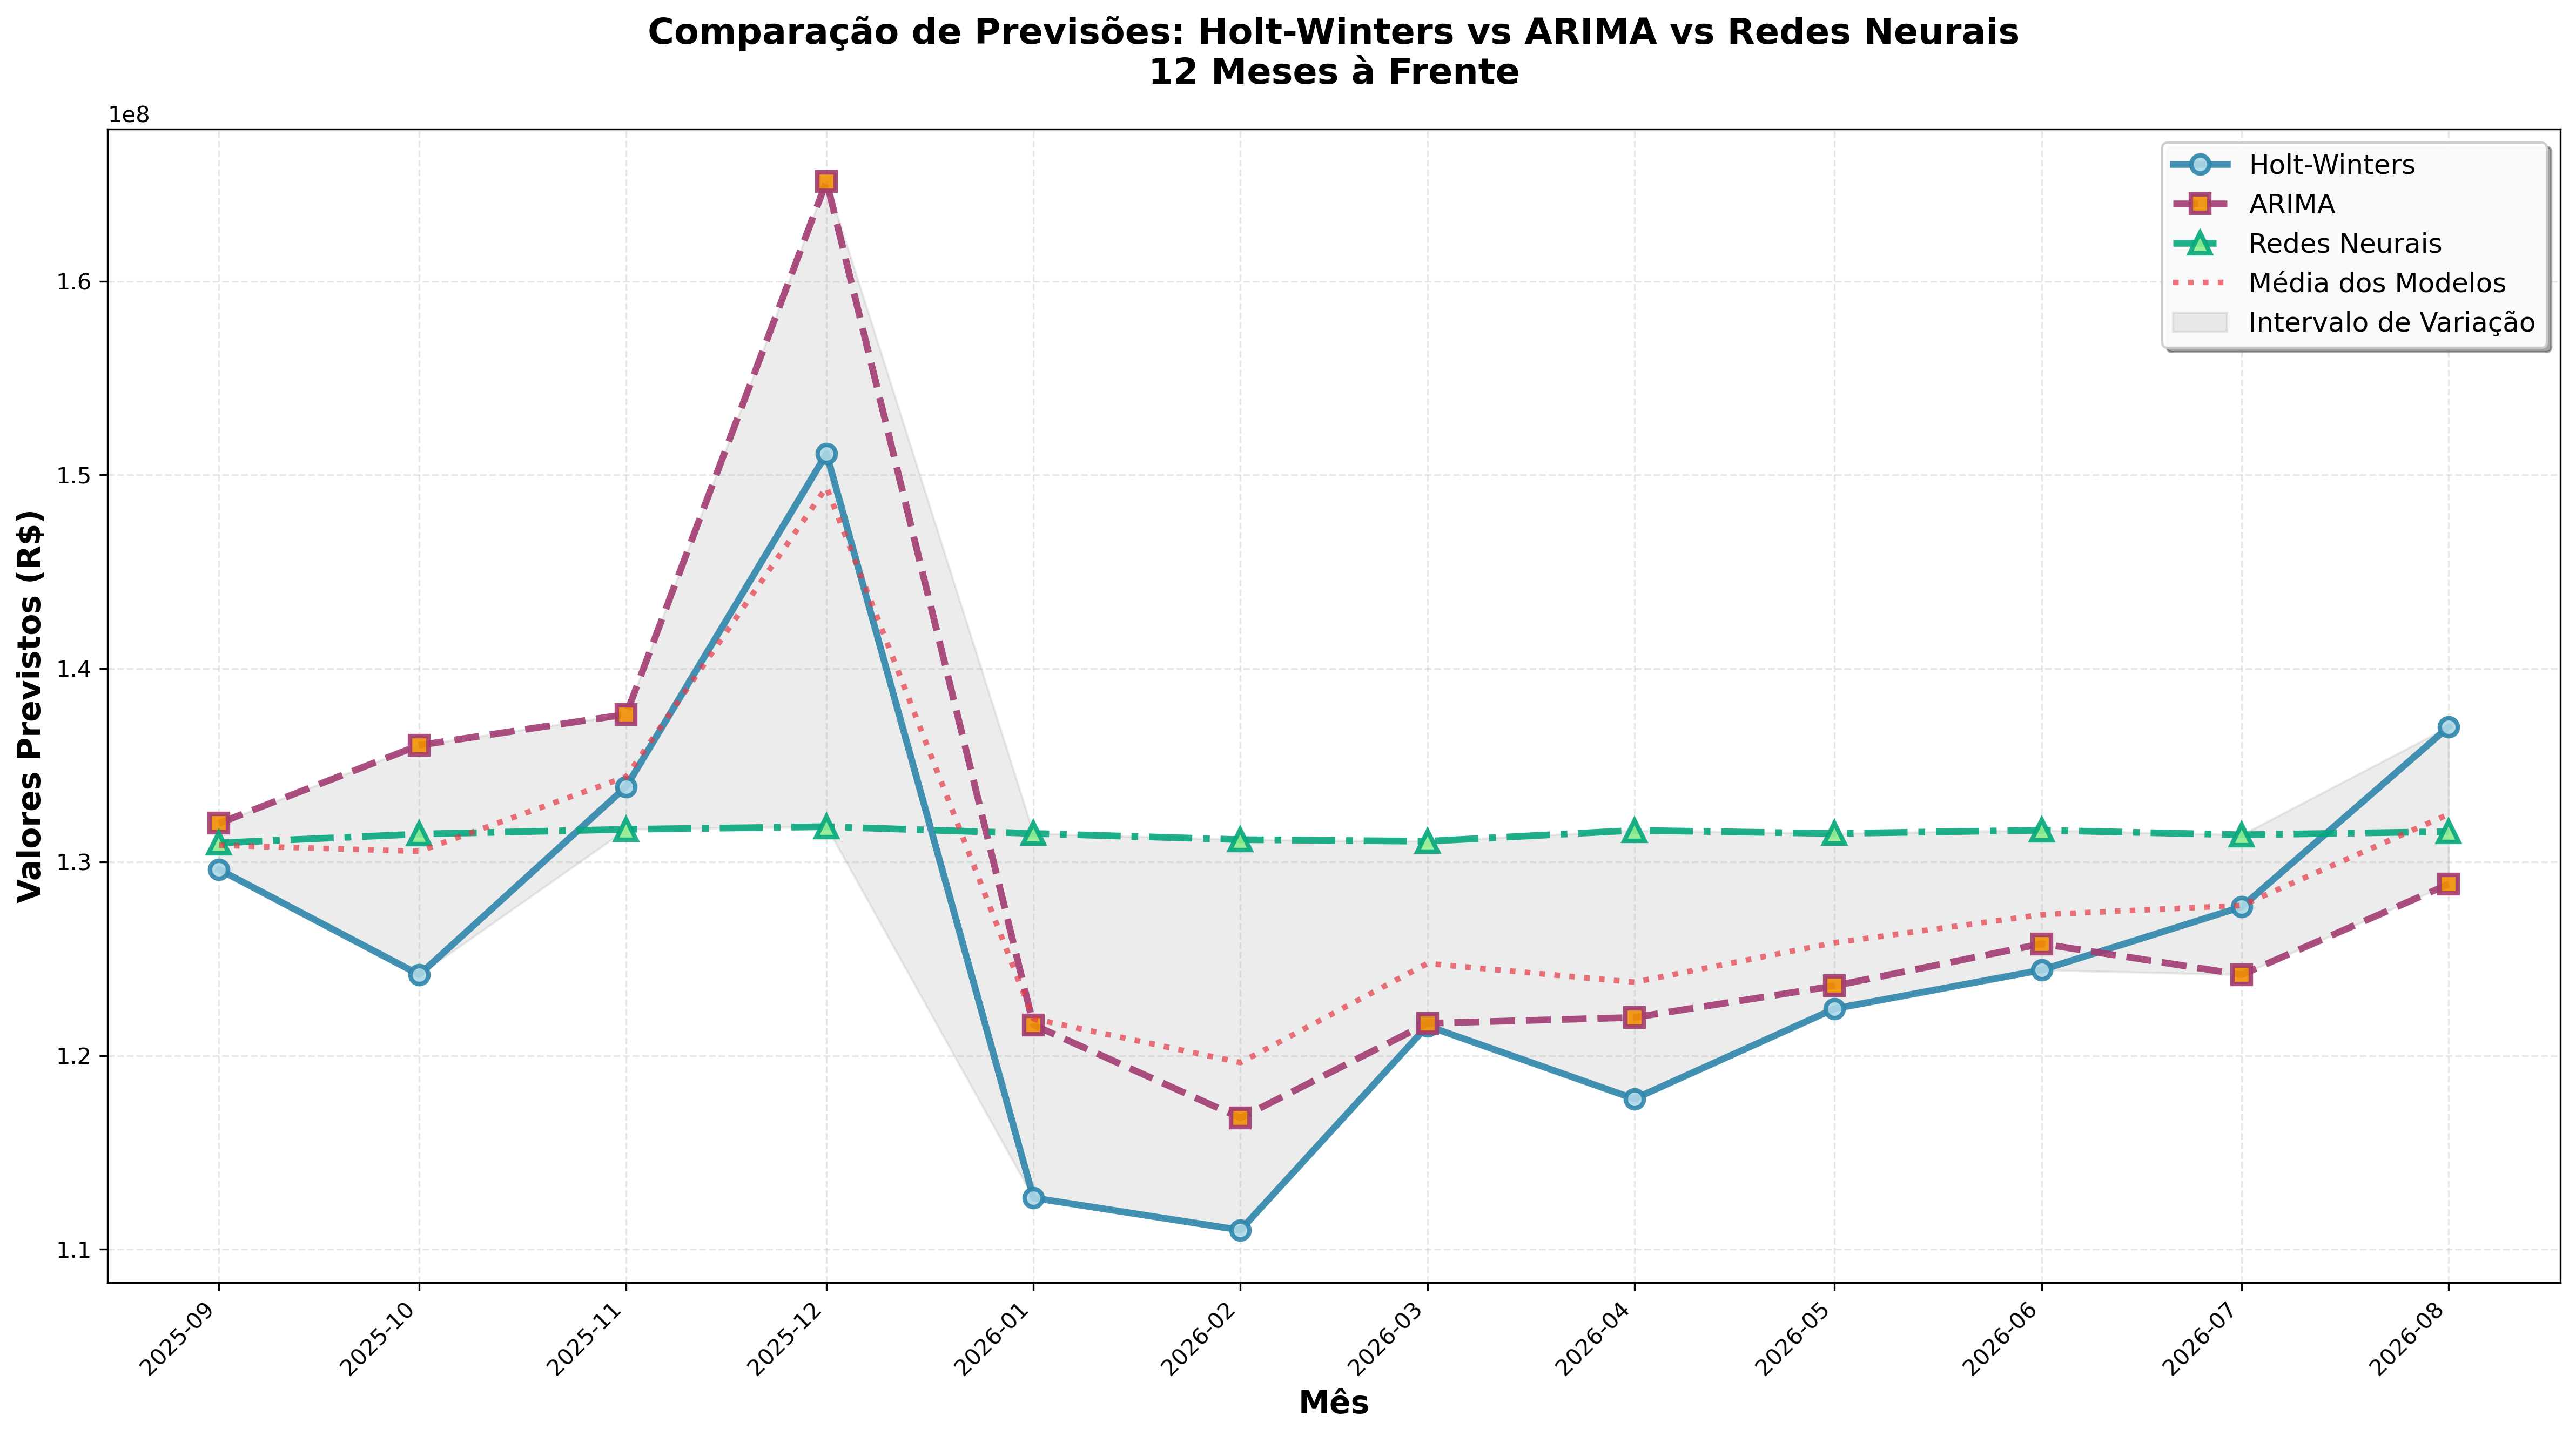 Comparação de Previsões: Holt-Winters vs ARIMA vs Redes Neurais
12 Meses à Frente
1e8
Holt-Winters
ARIMA
Redes Neurais
Média dos Modelos
Intervalo de Variação
1.6
1.5
1.4
1.3
1.2
1.1
Valores Previstos (R$)
2025-09
2025-10
2025-11
2025-12
2026-01
2026-02
2026-03
2026-04
2026-05
2026-06
2026-07
2026-08
Mês